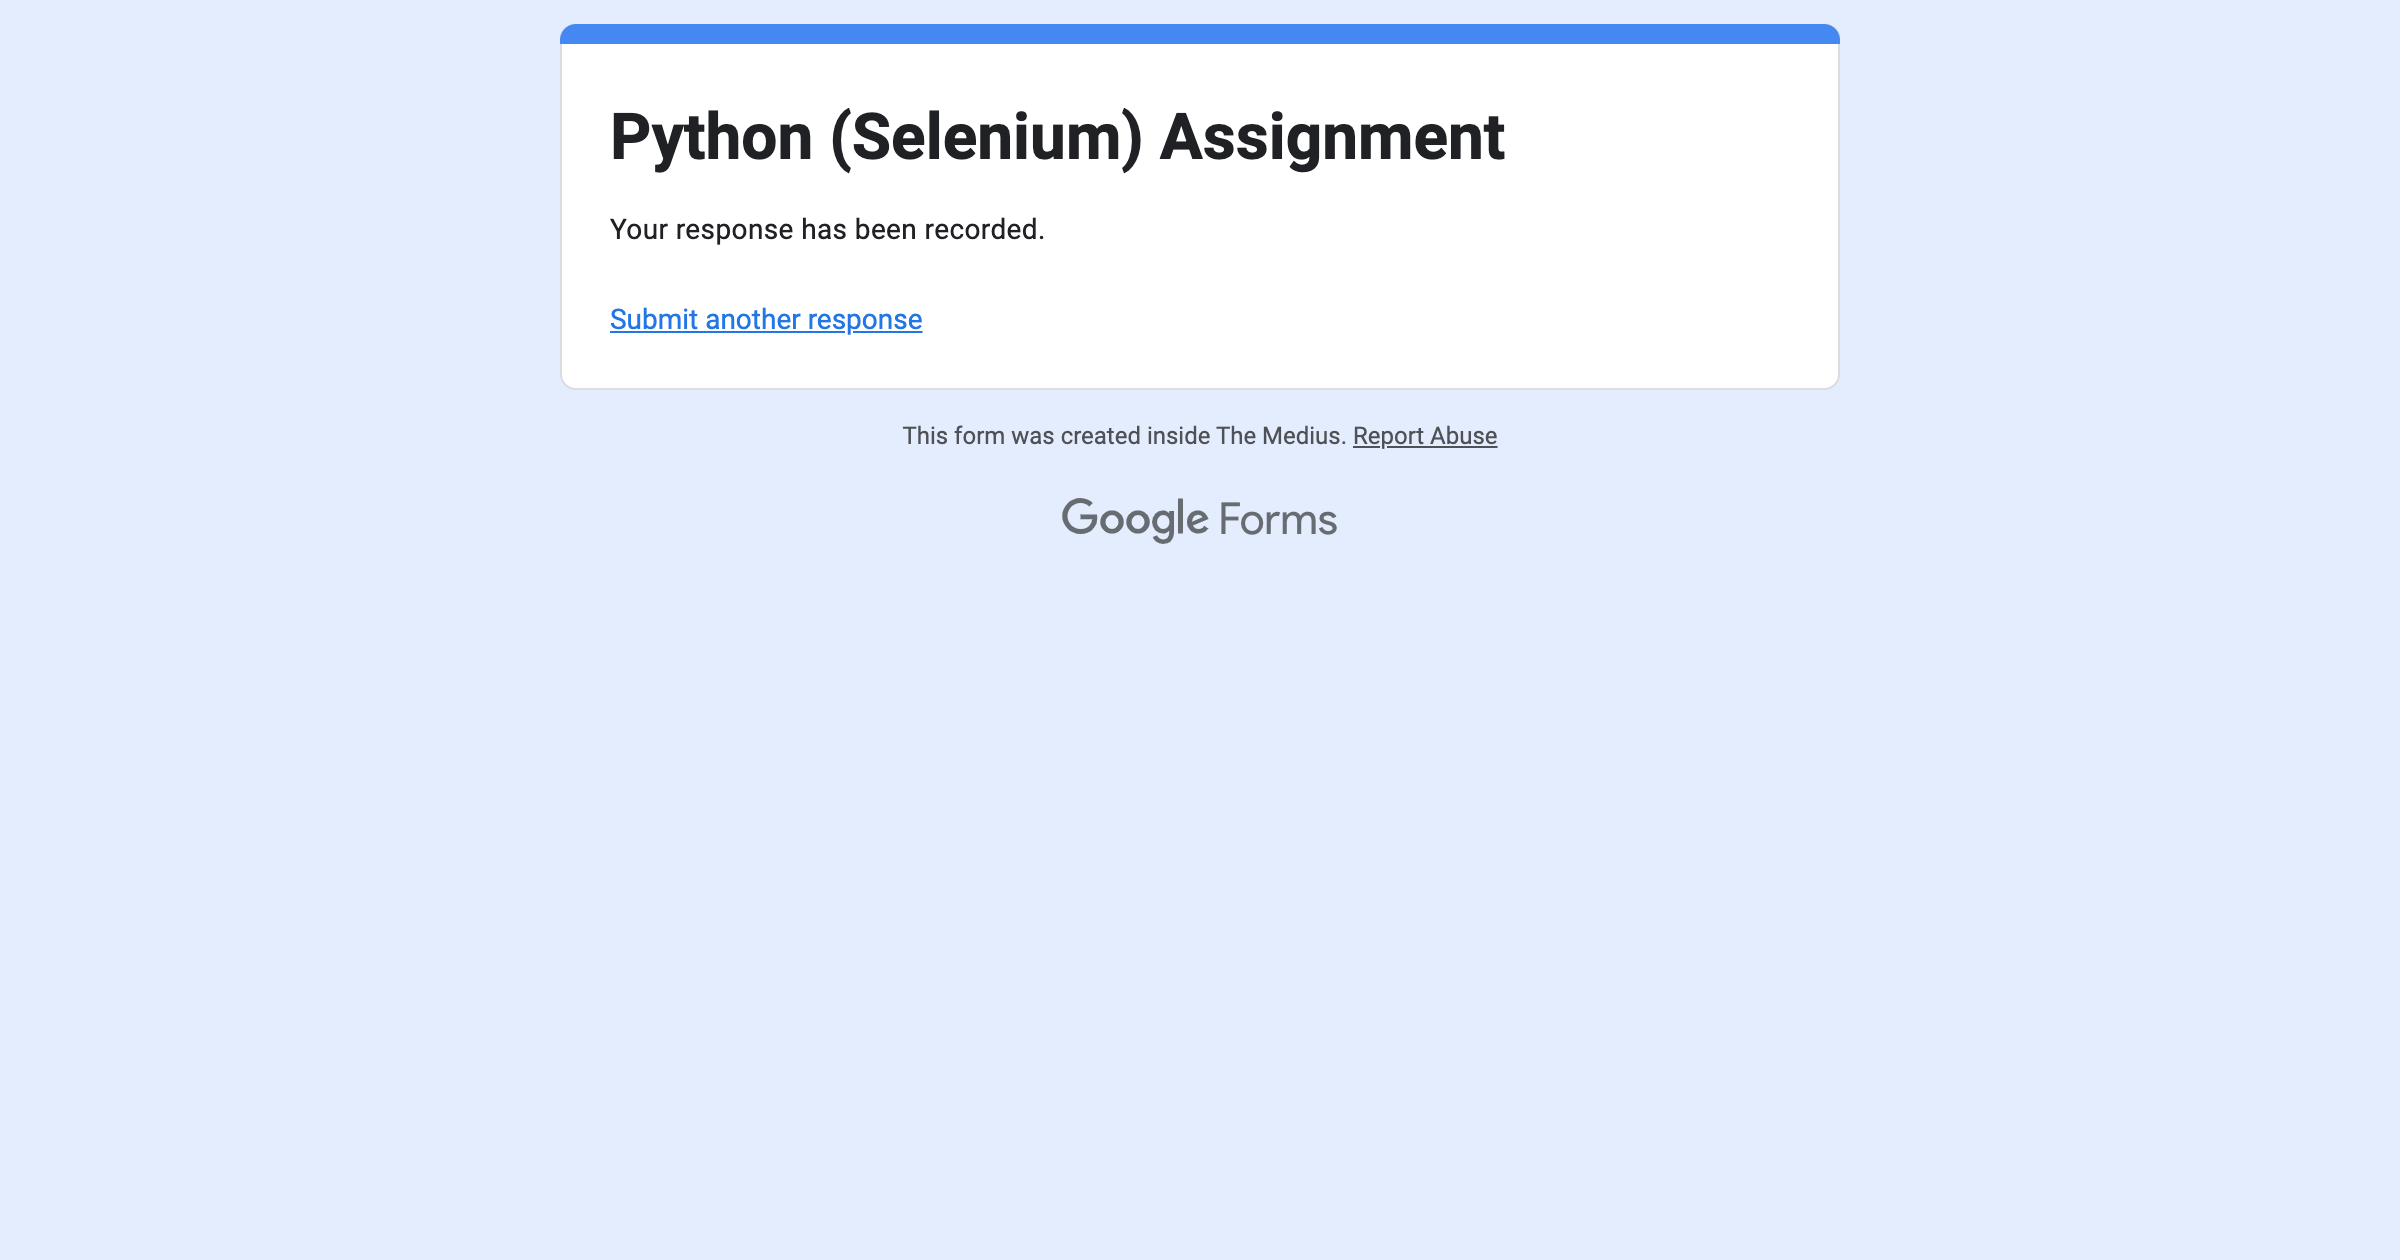 Python (Selenium) Assignment
Your response has been recorded.
Submit another response
This form was created inside The Medius. Report Abuse
Google Forms